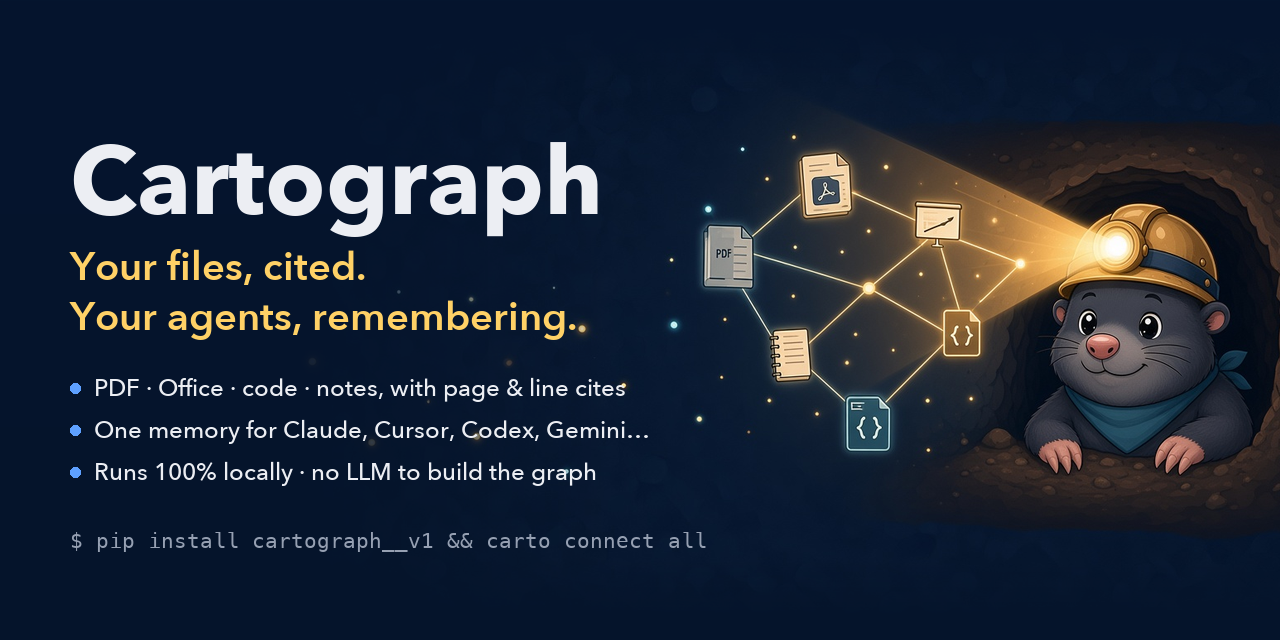 Cartograph
Your files, cited.
Your agents, remembering.
PDF · Office · code · notes, with page & line cites
One memory for Claude, Cursor, Codex, Gemini…
Runs 100% locally · no LLM to build the graph
$ pip install cartograph__v1 && carto connect all
PDF
{ }
{ }